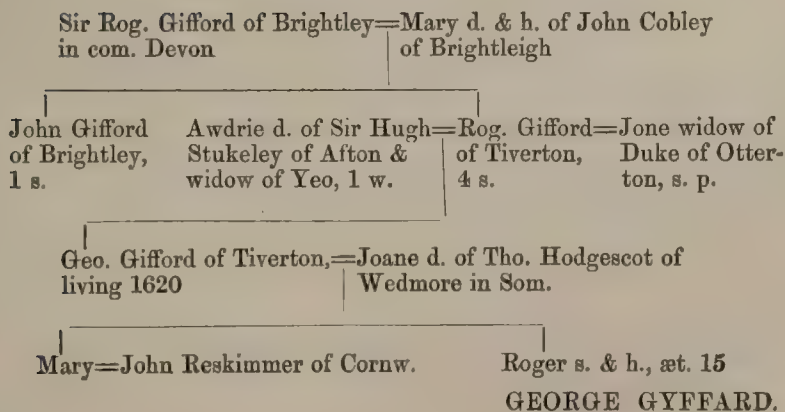 Sir Rog. Gifford of Brightley=Mary d. & h. of John Cobley
in com. Devon of Brightleigh
John Gifford Awdrie d. of Sir Hugh=Rog. Gifford=Jone widow of
of Brightley, Stukeley of Afton & of Tiverton, Duke of Otter-
1 s. widow of Yeo, 1 w. 4 s. ton, s. p.
Geo. Gifford of Tiverton,=Joane d. of Tho. Hodgescot of
living 1620 Wedmore in Som.
Mary=John Reskimmer of Cornw. Roger s. & h., æt. 15
GEORGE GYFFARD.